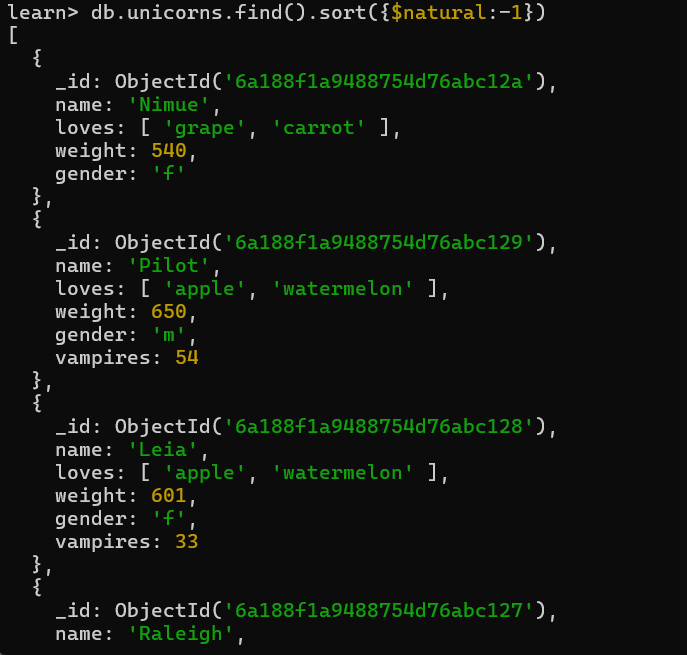 learn> db.unicorns.find().sort({$natural:-1})
[
  {
    _id: ObjectId('6a188f1a9488754d76abc12a'),
    name: 'Nimue',
    loves: [ 'grape', 'carrot' ],
    weight: 540,
    gender: 'f'
  },
  {
    _id: ObjectId('6a188f1a9488754d76abc129'),
    name: 'Pilot',
    loves: [ 'apple', 'watermelon' ],
    weight: 650,
    gender: 'm',
    vampires: 54
  },
  {
    _id: ObjectId('6a188f1a9488754d76abc128'),
    name: 'Leia',
    loves: [ 'apple', 'watermelon' ],
    weight: 601,
    gender: 'f',
    vampires: 33
  },
  {
    _id: ObjectId('6a188f1a9488754d76abc127'),
    name: 'Raleigh',